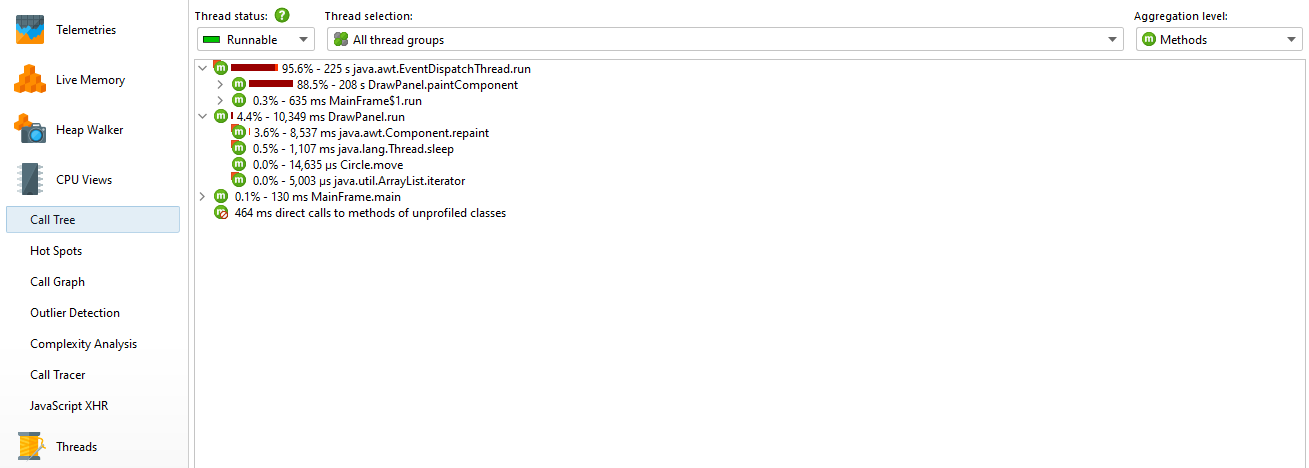 Telemetries
Live Memory
Heap Walker
CPU Views
Call Tree
Hot Spots
Call Graph
Outlier Detection
Complexity Analysis
Call Tracer
JavaScript XHR
Threads
Thread status: ?
Thread selection:
Aggregation level:
Runnable
All thread groups
m Methods
m 95.6% - 225 s java.awt.EventDispatchThread.run
m 88.5% - 208 s DrawPanel.paintComponent
m 0.3% - 635 ms MainFrame$1.run
m 4.4% - 10,349 ms DrawPanel.run
m 3.6% - 8,537 ms java.awt.Component.repaint
m 0.5% - 1,107 ms java.lang.Thread.sleep
m 0.0% - 14,635 µs Circle.move
m 0.0% - 5,003 µs java.util.ArrayList.iterator
m 0.1% - 130 ms MainFrame.main
m 464 ms direct calls to methods of unprofiled classes